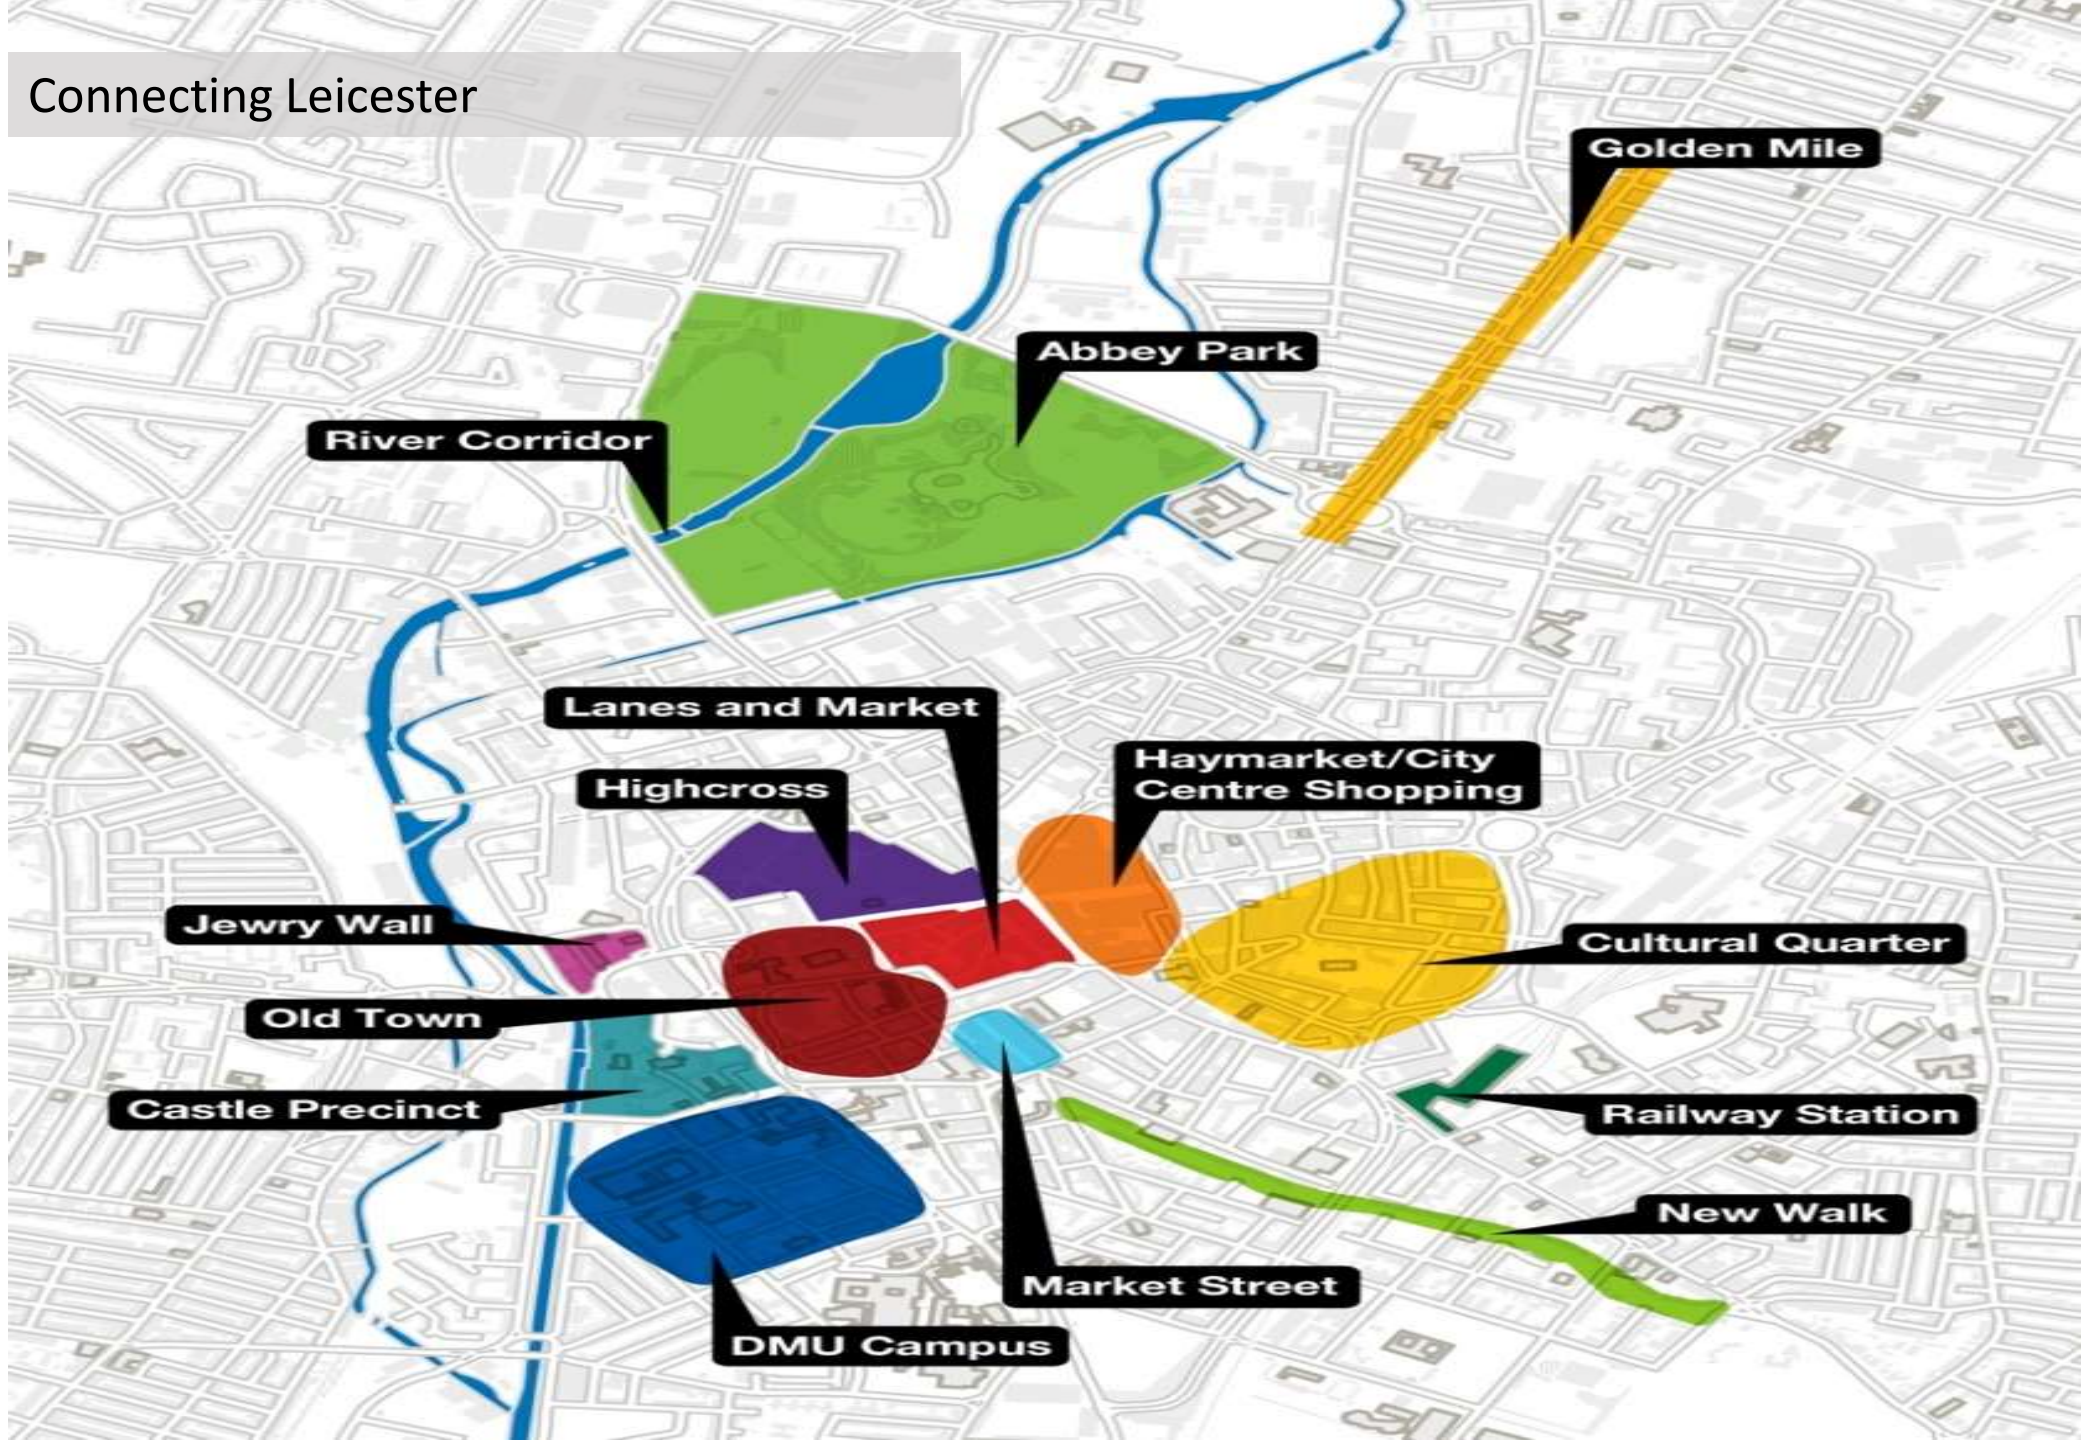 Connecting Leicester
Golden Mile
Abbey Park
River Corridor
Lanes and Market
Haymarket/City
Centre Shopping
Highcross
Jewry Wall
Cultural Quarter
Old Town
Castle Precinct
Railway Station
New Walk
Market Street
DMU Campus